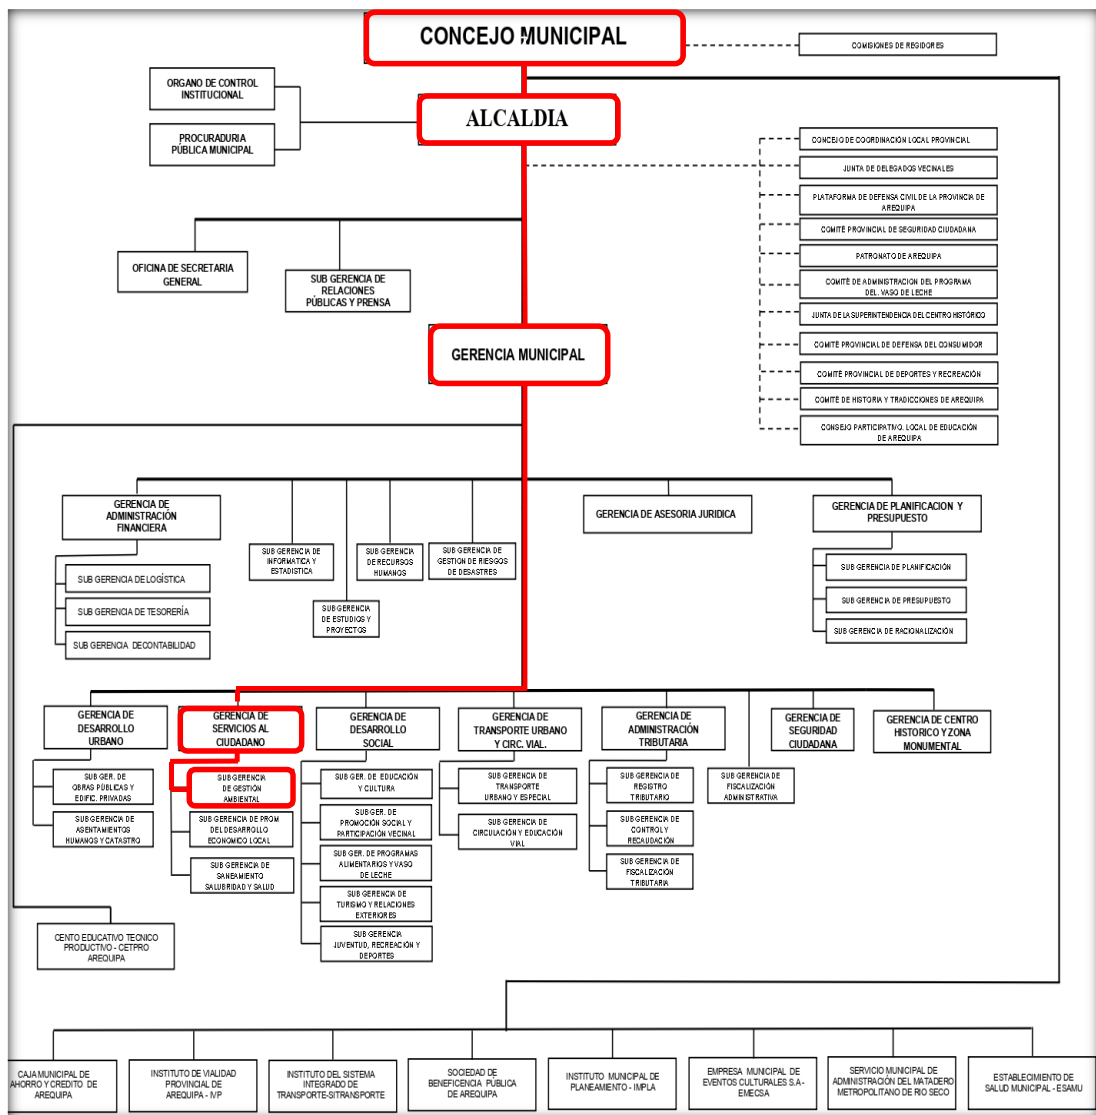 CONCEJO MUNICIPAL
COMISIONES DE REGIDORES
ORGANO DE CONTROL
INSTITUCIONAL
ALCALDIA
PROCURADURIA
PÚBLICA MUNICIPAL
CONCEJO DE COORDINACIÓN LOCAL PROVINCIAL
JUNTA DE DELEGADOS VECINALES
PLATAFORMA DE DEFENSA CIVIL DE LA PROVINCIA DE
AREQUIPA
COMITÉ PROVINCIAL DE SEGURIDAD CIUDADANA
PATRONATO DE AREQUIPA
COMITÉ DE ADMINISTRACION DEL PROGRAMA
DEL. VASO DE LECHE
JUNTA DE LA SUPERINTENDENCIA DEL CENTRO HISTÓRICO
COMITÉ PROVINCIAL DE DEFENSA DEL CONSUMIDOR
COMITÉ PROVINCIAL DE DEPORTES Y RECREACIÓN
COMITÉ DE HISTORIA Y TRADICCIONES DE AREQUIPA
CONSEJO PARTICIPATIVO. LOCAL DE EDUCACIÓN
DE AREQUIPA
OFICINA DE SECRETARIA
GENERAL
SUB GERENCIA DE
RELACIONES
PÚBLICAS Y PRENSA
GERENCIA MUNICIPAL
GERENCIA DE
ADMINISTRACIÓN
FINANCIERA
SUB GERENCIA DE LOGÍSTICA
SUB GERENCIA DE TESORERÍA
SUB GERENCIA DECONTABILIDAD
SUB GERENCIA DE
INFORMATICA Y
ESTADISTICA
SUB GERENCIA
DE ESTUDIOS Y
PROYECTOS
SUB GERENCIA
DE RECURSOS
HUMANOS
SUB GERENCIA DE
GESTION DE RIESGOS
DE DESASTRES
GERENCIA DE ASESORIA JURIDICA
GERENCIA DE PLANIFICACION Y
PRESUPUESTO
SUB GERENCIA DE PLANIFICACIÓN
SUB GERENCIA DE PRESUPUESTO
SUB GERENCIA DE RACIONALIZACIÓN
GERENCIA DE
DESARROLLO
URBANO
SUB GER. DE
OBRAS PÚBLICAS Y
EDIFIC. PRIVADAS
SUB GERENCIA DE
ASENTAMIENTOS
HUMANOS Y CATASTRO
GERENCIA DE
SERVICIOS AL
CIUDADANO
SUB GERENCIA
DE GESTIÓN
AMBIENTAL
SUB GERENCIA DE PROM
DEL DESARROLLO
ECONOMICO LOCAL
SUB GERENCIA DE
SANEAMIENTO
SALUBRIDAD Y SALUD
GERENCIA DE
DESARROLLO
SOCIAL
SUB GER. DE EDUCACIÓN
Y CULTURA
SUB GER. DE
PROMOCIÓN SOCIAL Y
PARTICIPACIÓN VECINAL
SUB GER. DE PROGRAMAS
ALIMENTARIOS Y VASO
DE LECHE
SUB GERENCIA DE
TURISMO Y RELACIONES
EXTERIORES
SUB GERENCIA
JUVENTUD, RECREACIÓN Y
DEPORTES
GERENCIA DE
TRANSPORTE URBANO
Y CIRC. VIAL.
SUB GERENCIA DE
TRANSPORTE
URBANO Y ESPECIAL
SUB GERENCIA DE
CIRCULACIÓN Y EDUCACIÓN
VIAL
GERENCIA DE
ADMINISTRACIÓN
TRIBUTARIA
SUB GERENCIA DE
REGISTRO
TRIBUTARIO
SUB GERENCIA DE
CONTROL Y
RECAUDACIÓN
SUB GERENCIA DE
FISCALIZACIÓN
TRIBUTARIA
SUB GERENCIA DE
FISCALIZACIÓN
ADMINISTRATIVA
GERENCIA DE
SEGURIDAD
CIUDADANA
GERENCIA DE CENTRO
HISTORICO Y ZONA
MONUMENTAL
CENTO EDUCATIVO TECNICO
PRODUCTIVO - CETPRO
AREQUIPA
CAJA MUNICIPAL DE
AHORRO Y CREDITO DE
AREQUIPA
INSTITUTO DE VIALIDAD
PROVINCIAL DE
AREQUIPA - IVP
INSTITUTO DEL SISTEMA
INTEGRADO DE
TRANSPORTE-SITRANSPORTE
SOCIEDAD DE
BENEFICENCIA PÚBLICA
DE AREQUIPA
INSTITUTO MUNICIPAL DE
PLANEAMIENTO - IMPLA
EMPRESA MUNICIPAL DE
EVENTOS CULTURALES S.A -
EMECSA
SERVICIO MUNICIPAL DE
ADMINISTRACIÓN DEL MATADERO
METROPOLITANO DE RIO SECO
ESTABLECIMIENTO DE
SALUD MUNICIPAL - ESAMU